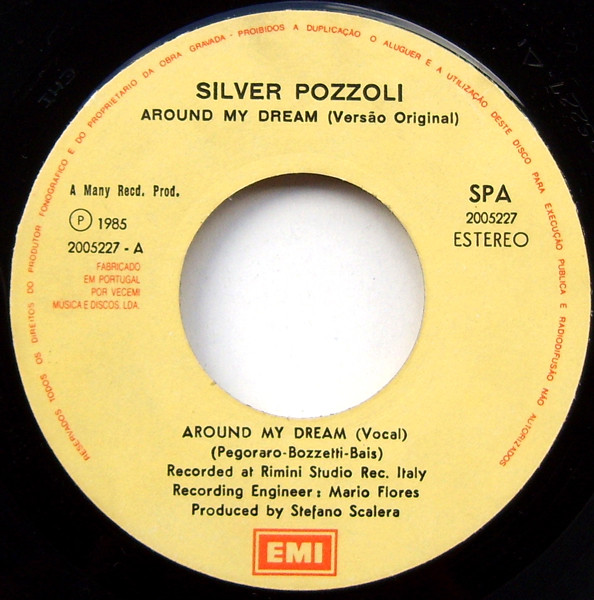 RESERVADOS TODOS OS DIREITOS DO PRODUTOR FONOGRÁFICO E DO PROPRIETARIO DA OBRA GRAVADA - PROIBIDOS A DUPLICAÇÃO O ALUGUER E A UTILIZAÇÃO DESTE DISCO PARA EXECUÇÃO PUBLICA E RADIODIFUSÃO NÃO AUTORIZADOS
SILVER POZZOLI
AROUND MY DREAM (Versão Original)
A Many Recd. Prod.
℗ 1985
2005227 - A
FABRICADO
EM PORTUGAL
POR VECEMI
MÚSICA E DISCOS, LDA.
SPA
2005227
ESTEREO
AROUND MY DREAM (Vocal)
(Pegoraro-Bozzetti-Bais)
Recorded at Rimini Studio Rec. Italy
Recording Engineer : Mario Flores
Produced by Stefano Scalera
EMI